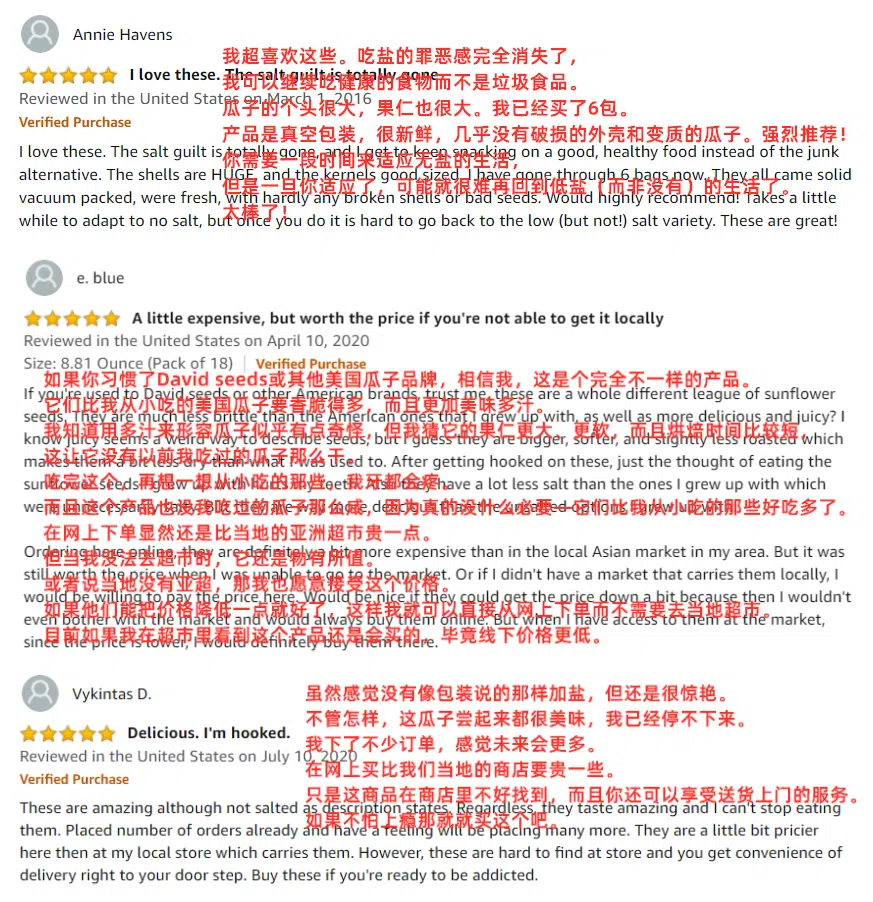 Annie Havens
我超喜欢这些。吃盐的罪恶感完全消失了，
I love these. The salt guilt is totally gone
我可以继续吃健康的食物而不是垃圾食品。
Reviewed in the United States on March 1, 2016
瓜子的个头很大，果仁也很大。我已经买了6包。
Verified Purchase
产品是真空包装，很新鲜，几乎没有破损的外壳和变质的瓜子。强烈推荐！
I love these. The salt guilt is totally gone, and I get to keep snacking on a good, healthy food instead of the junk
你需要一段时间来适应无盐的生活，
alternative. The shells are HUGE, and the kernels good sized. I have gone through 6 bags now. They all came solid
但是一旦你适应了，可能就很难再回到低盐（而非没有）的生活了。
vacuum packed, were fresh, with hardly any broken shells or bad seeds. Would highly recommend! Takes a little
太棒了！
while to adapt to no salt, but once you do it is hard to go back to the low (but not!) salt variety. These are great!
e. blue
A little expensive, but worth the price if you're not able to get it locally
Reviewed in the United States on April 10, 2020
Size: 8.81 Ounce (Pack of 18) Verified Purchase
如果你习惯了David seeds或其他美国瓜子品牌，相信我，这是个完全不一样的产品。
If you're used to David seeds or other American brands, trust me, these are a whole different league of sunflower
它们比我从小吃的美国瓜子要香脆得多，而且更加美味多汁。
seeds. They are much less brittle than the American ones that I grew up with, as well as more delicious and juicy? I
我知道用多汁来形容瓜子似乎有点奇怪，但我猜它的果仁更大，更软，而且烘焙时间比较短，
know juicy seems a weird way to describe seeds, but I guess they are bigger, softer, and slightly less roasted which
这让它没有以前我吃过的瓜子那么干。
makes them a bit less dry than what I was used to. After getting hooked on these, just the thought of eating the
吃完这个，再想一想从小吃的那些，我牙都会疼。
sunflower seeds I grew up with hurts my teeth. Also they have a lot less salt than the ones I grew up with which
而且这个产品也没我吃过的瓜子那么咸，因为真的没什么必要—它们比我从小吃的那些好吃多了。
were unnecessarily salty. But they are way more delicious than the unsalted options I grew up with.
在网上下单显然还是比当地的亚洲超市贵一点。
Ordering here online, they are definitely a bit more expensive than in the local Asian market in my area. But it was
但当我没法去超市的时，它还是物有所值。
still worth the price when I was unable to go to the market. Or if I didn't have a market that carries them locally, I
或者说当地没有亚超，那我也愿意接受这个价格。
would be willing to pay the price here. Would be nice if they could get the price down a bit because then I wouldn't
如果他们能把价格降低一点就好了，这样我就可以直接从网上下单而不需要去当地超市。
even bother with the market and would always buy them online. But when I have access to them at the market,
目前如果我在超市里看到这个产品还是会买的，毕竟线下价格更低。
since the price is lower, I would definitely buy them there.
Vykintas D.
虽然感觉没有像包装说的那样加盐，但还是很惊艳。
不管怎样，这瓜子尝起来都很美味，我已经停不下来。
Delicious. I'm hooked.
我下了不少订单，感觉未来会更多。
Reviewed in the United States on July 10, 2020
在网上买比我们当地的商店要贵一些。
Verified Purchase
只是这商品在商店里不好找到，而且你还可以享受送货上门的服务。
These are amazing although not salted as description states. Regardless, they taste amazing and I can't stop eating
如果不怕上瘾那就就买这个吧。
them. Placed number of orders already and have a feeling will be placing many more. They are a little bit pricier
here then at my local store which carries them. However, these are hard to find at store and you get convenience of
delivery right to your door step. Buy these if you're ready to be addicted.